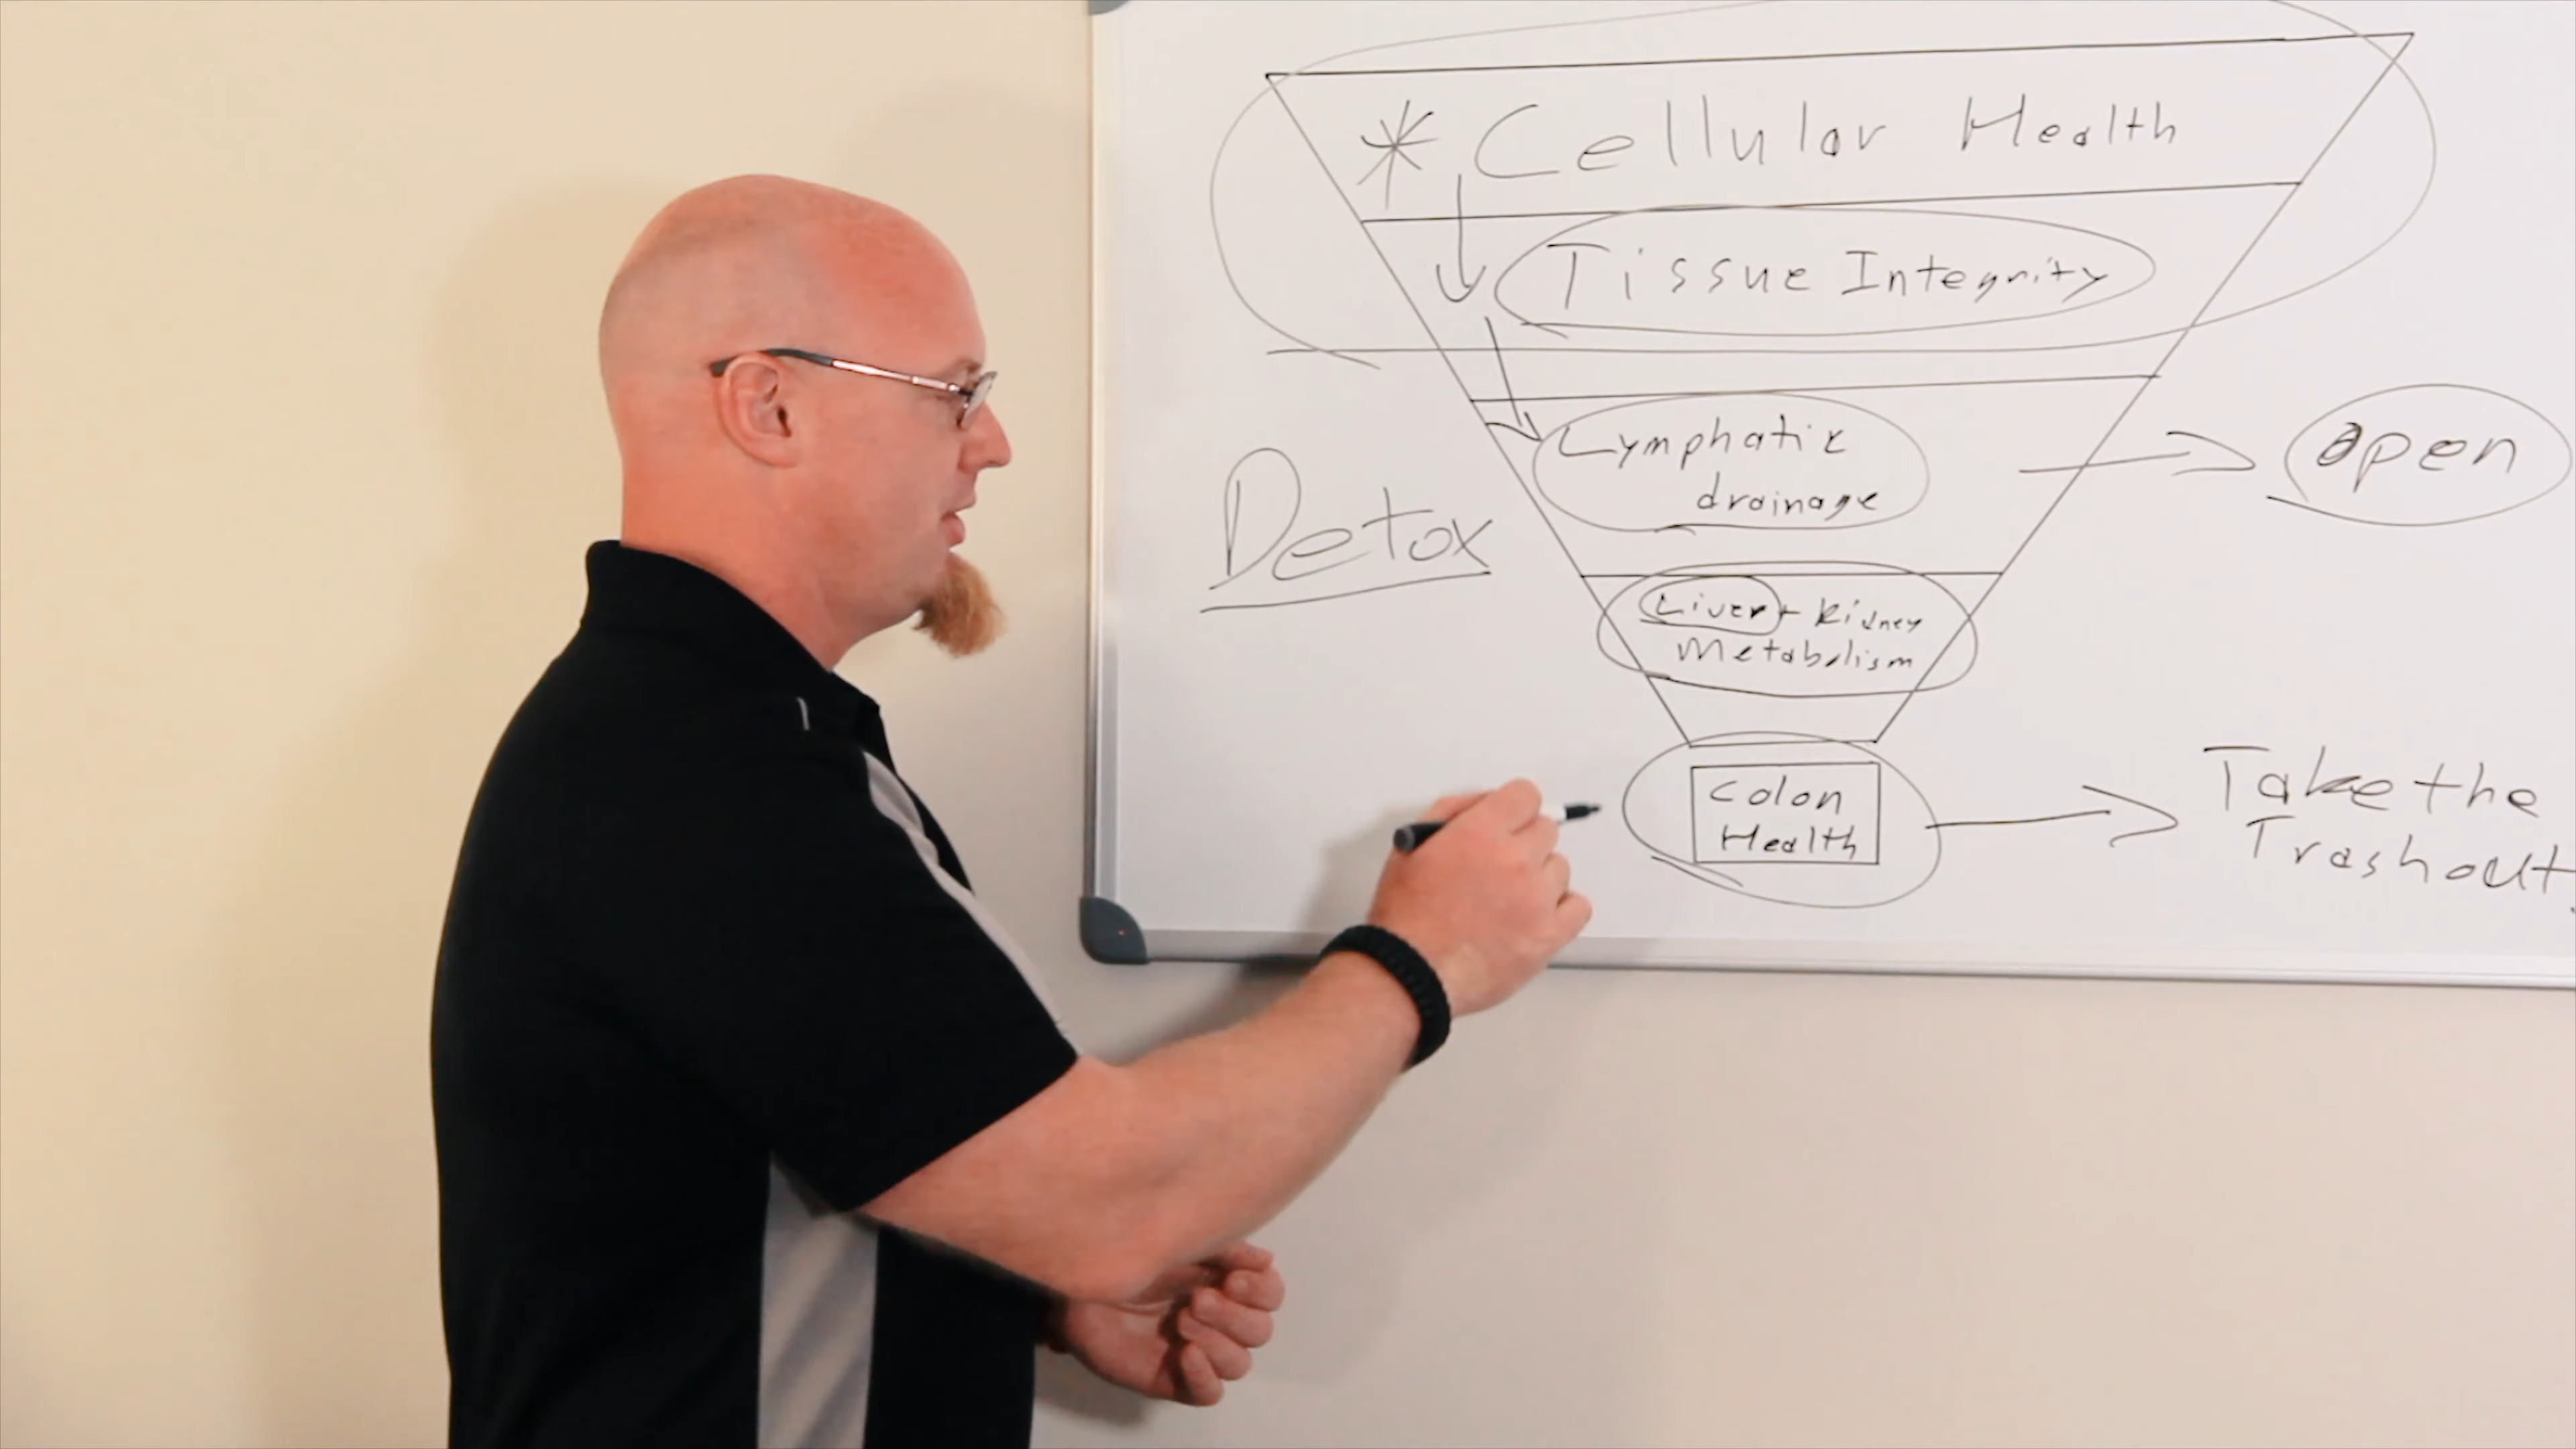 * Cellular Health
Tissue Integrity
Lymphatic
drainage
open
Detox
Liver + Kidney
Metabolism
Colon
Health
Take the
Trash out.